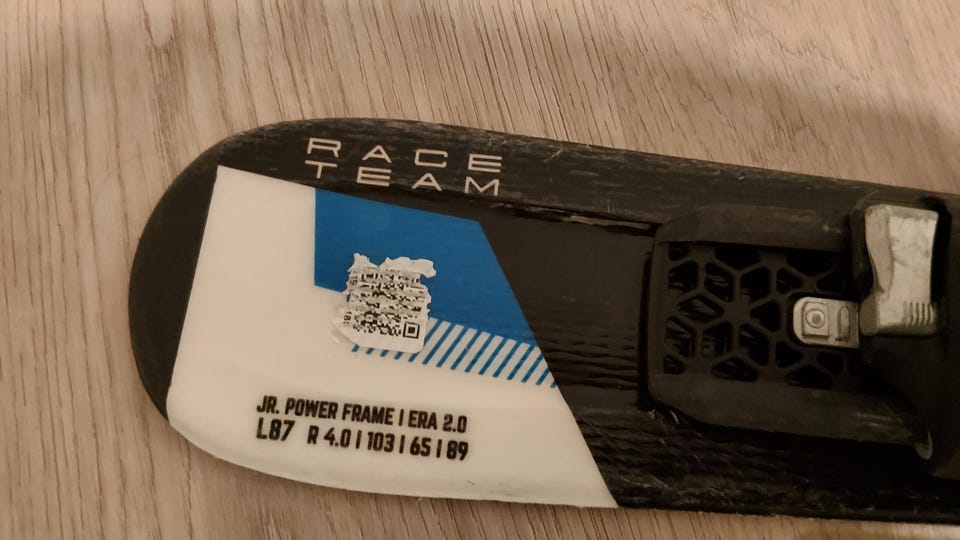 RACE
TEAM
JR. POWER FRAME | ERA 2.0
L87 R 4.0 | 103 | 65 | 89